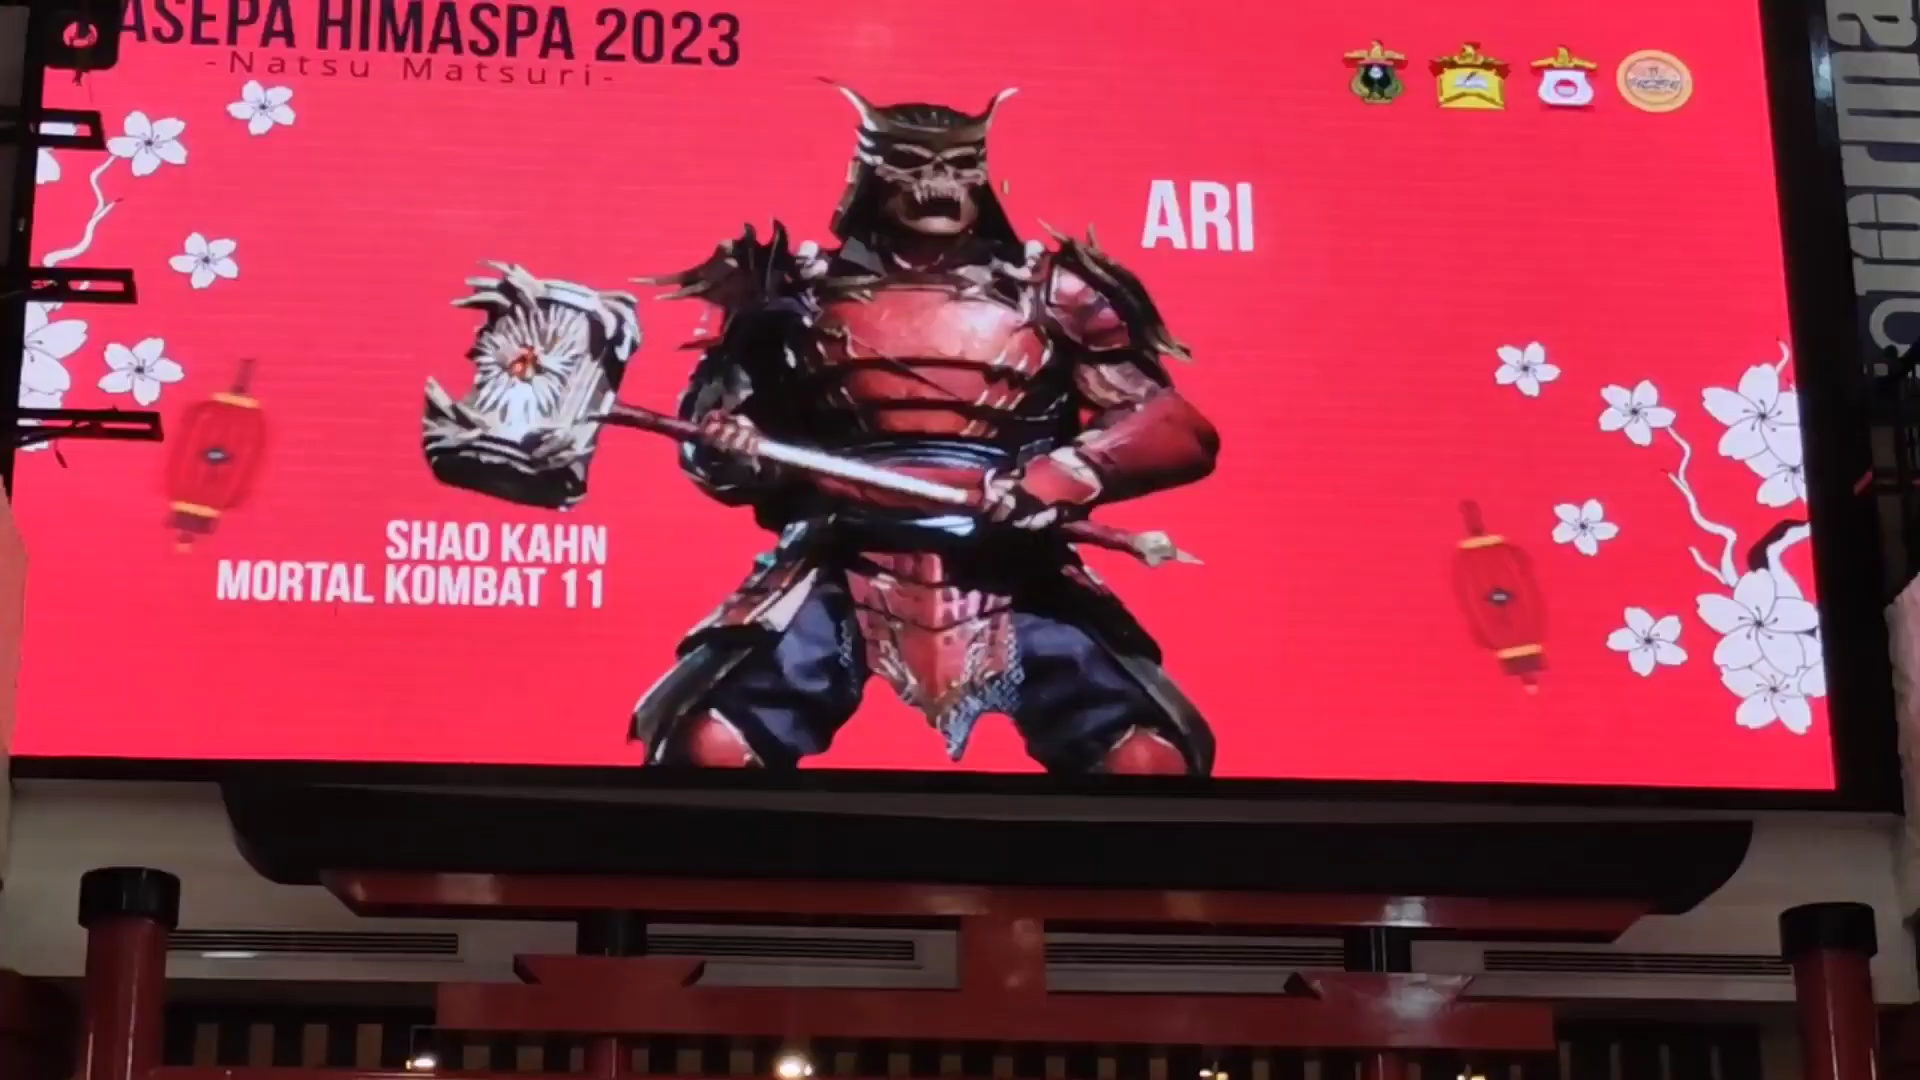 ASEPA HIMASPA 2023
-Natsu Matsuri-
ARI
SHAO KAHN
MORTAL KOMBAT 11